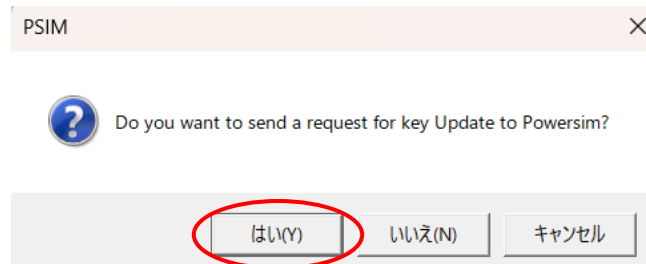 PSIM
Do you want to send a request for key Update to Powersim?
はい(Y) いいえ(N) キャンセル